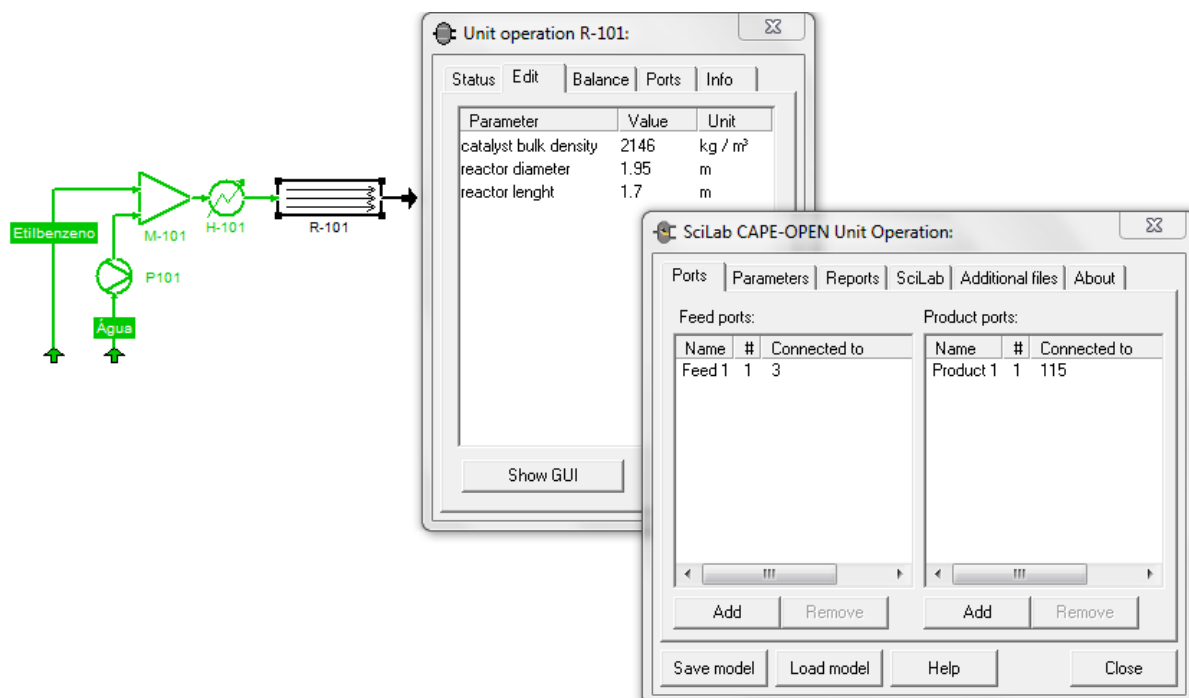 Etilbenzeno
M-101
H-101
R-101
P101
Água
Unit operation R-101:
Status Edit Balance Ports Info
Parameter Value Unit
catalyst bulk density 2146 kg / m³
reactor diameter 1.95 m
reactor lenght 1.7 m
Show GUI
SciLab CAPE-OPEN Unit Operation:
Ports Parameters Reports SciLab Additional files About
Feed ports: Product ports:
Name # Connected to Name # Connected to
Feed 1 1 3 Product 1 1 115
Add Remove Add Remove
Save model Load model Help Close